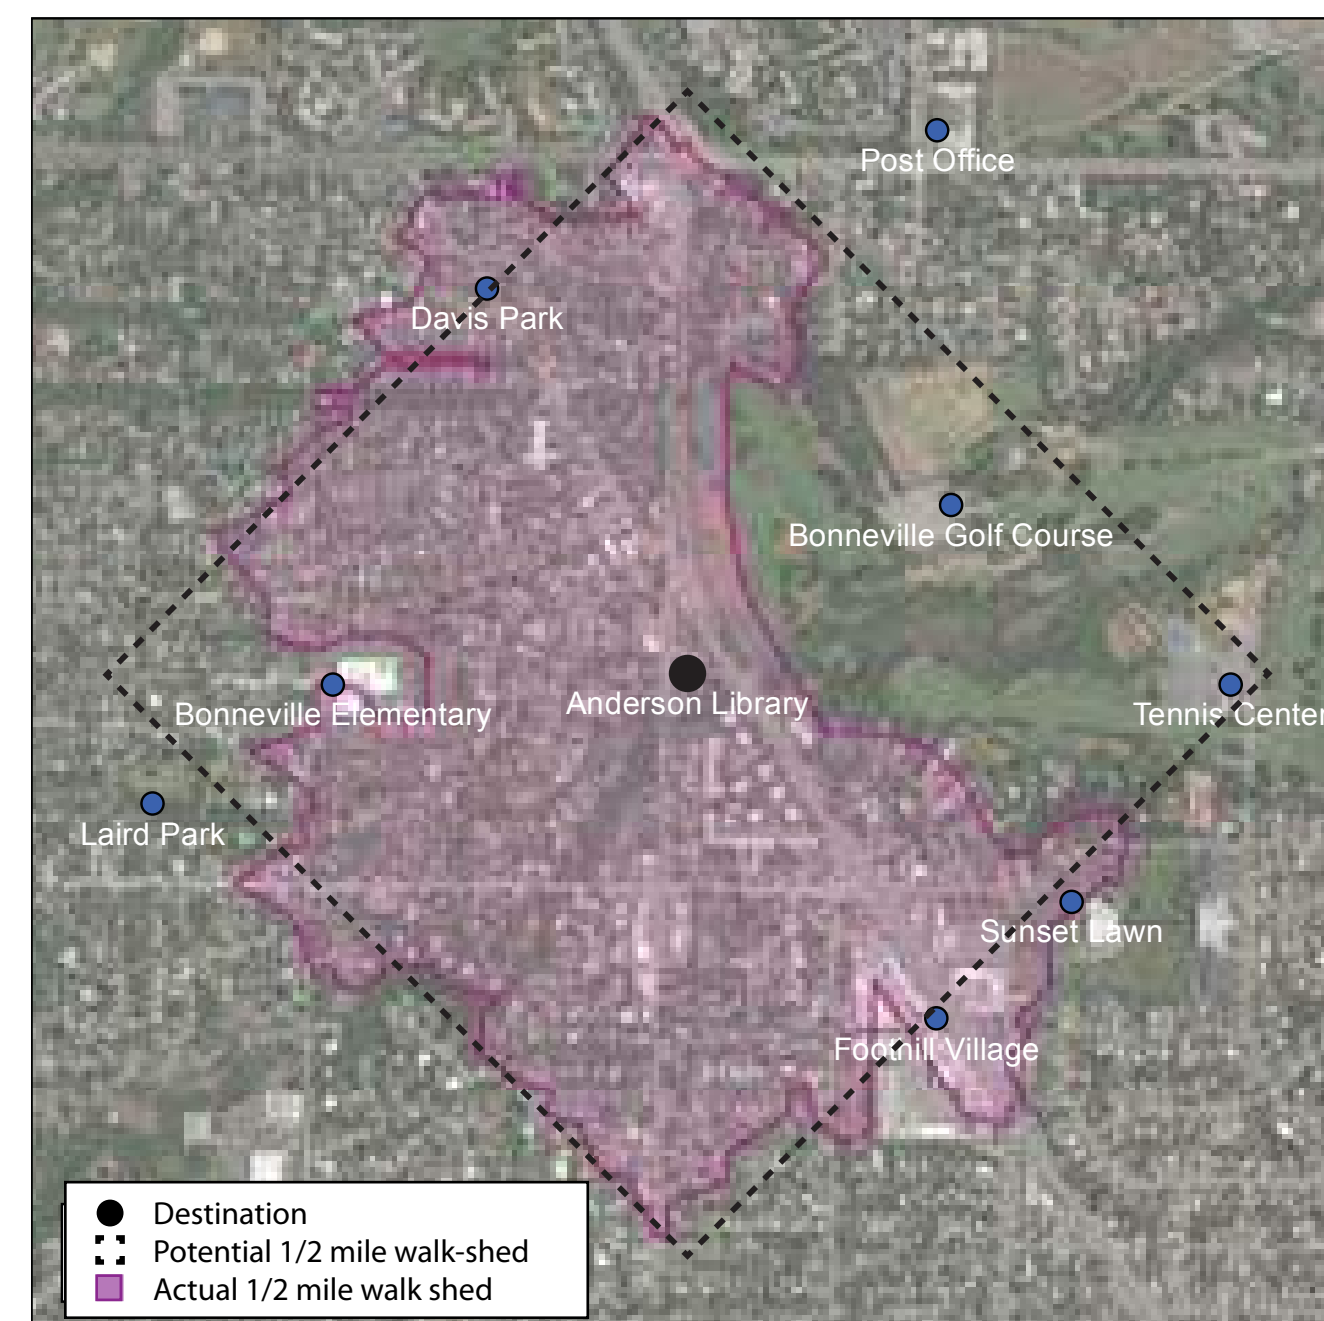 Post Office
Davis Park
Bonneville Golf Course
Bonneville Elementary
Anderson Library
Tennis Center
Laird Park
Sunset Lawn
Foothill Village
Destination
Potential 1/2 mile walk-shed
Actual 1/2 mile walk shed